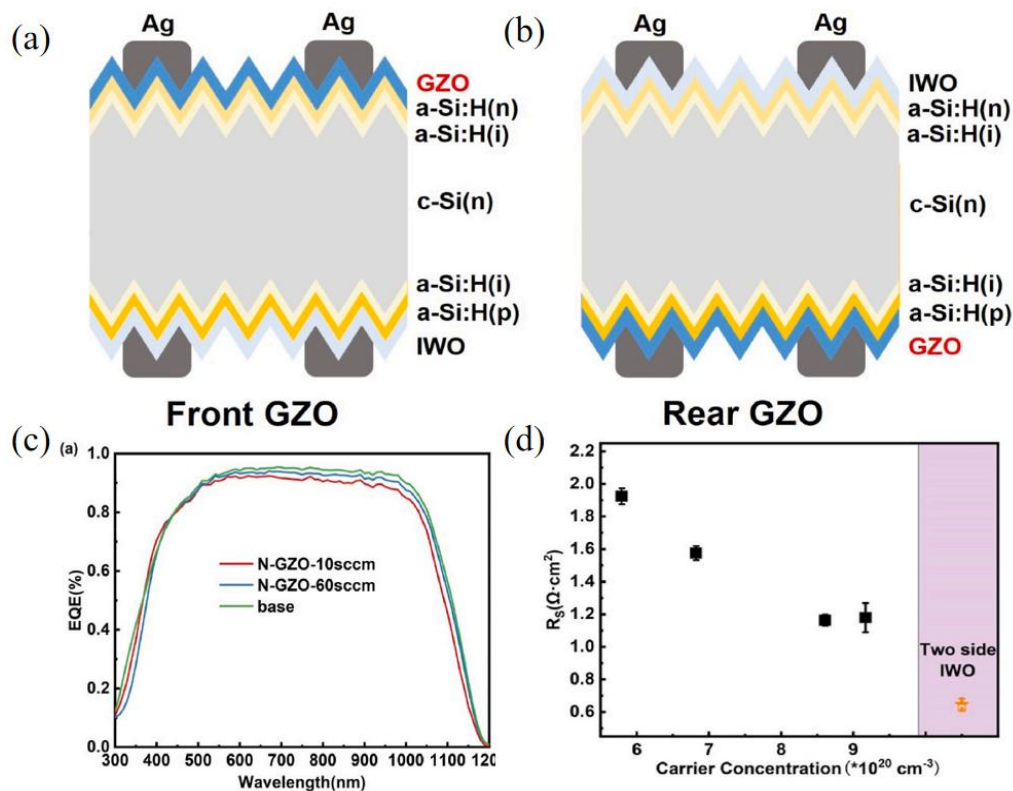 (a)
Ag
Ag
GZO
a-Si:H(n)
a-Si:H(i)
c-Si(n)
a-Si:H(i)
a-Si:H(p)
IWO
Front GZO
(b)
Ag
Ag
IWO
a-Si:H(n)
a-Si:H(i)
c-Si(n)
a-Si:H(i)
a-Si:H(p)
GZO
Rear GZO
(c)
(a)
EQE(%)
1.0
0.8
0.6
0.4
0.2
0.0
N-GZO-10sccm
N-GZO-60sccm
base
300 400 500 600 700 800 900 1000 1100 120
Wavelength(nm)
(d)
R_S(Ω·cm²)
2.2
2.0
1.8
1.6
1.4
1.2
1.0
0.8
0.6
Two side
IWO
6 7 8 9
Carrier Concentration (*10²⁰ cm⁻³)